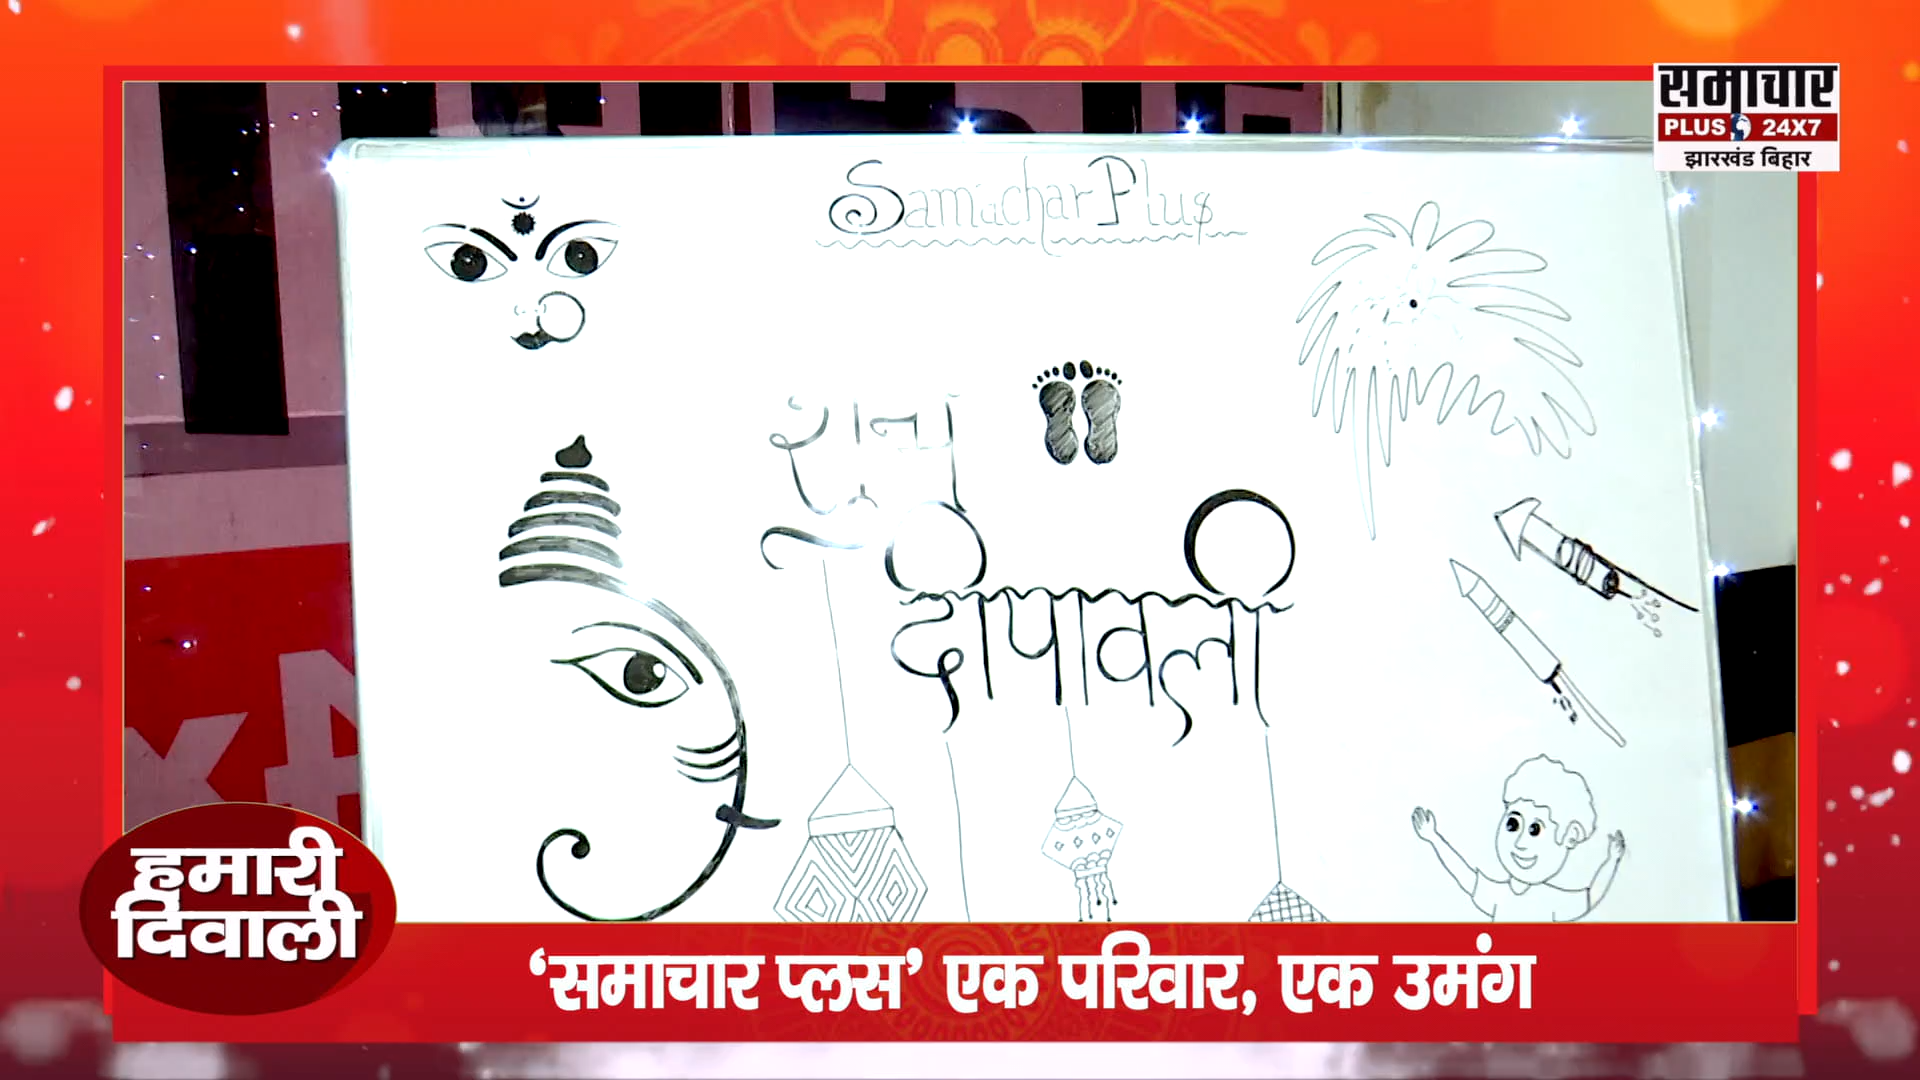 समाचार
PLUS 24X7
झारखंड बिहार
Samachar Plus
दीपावली
हमारी
दिवाली
‘समाचार प्लस’ एक परिवार, एक उमंग